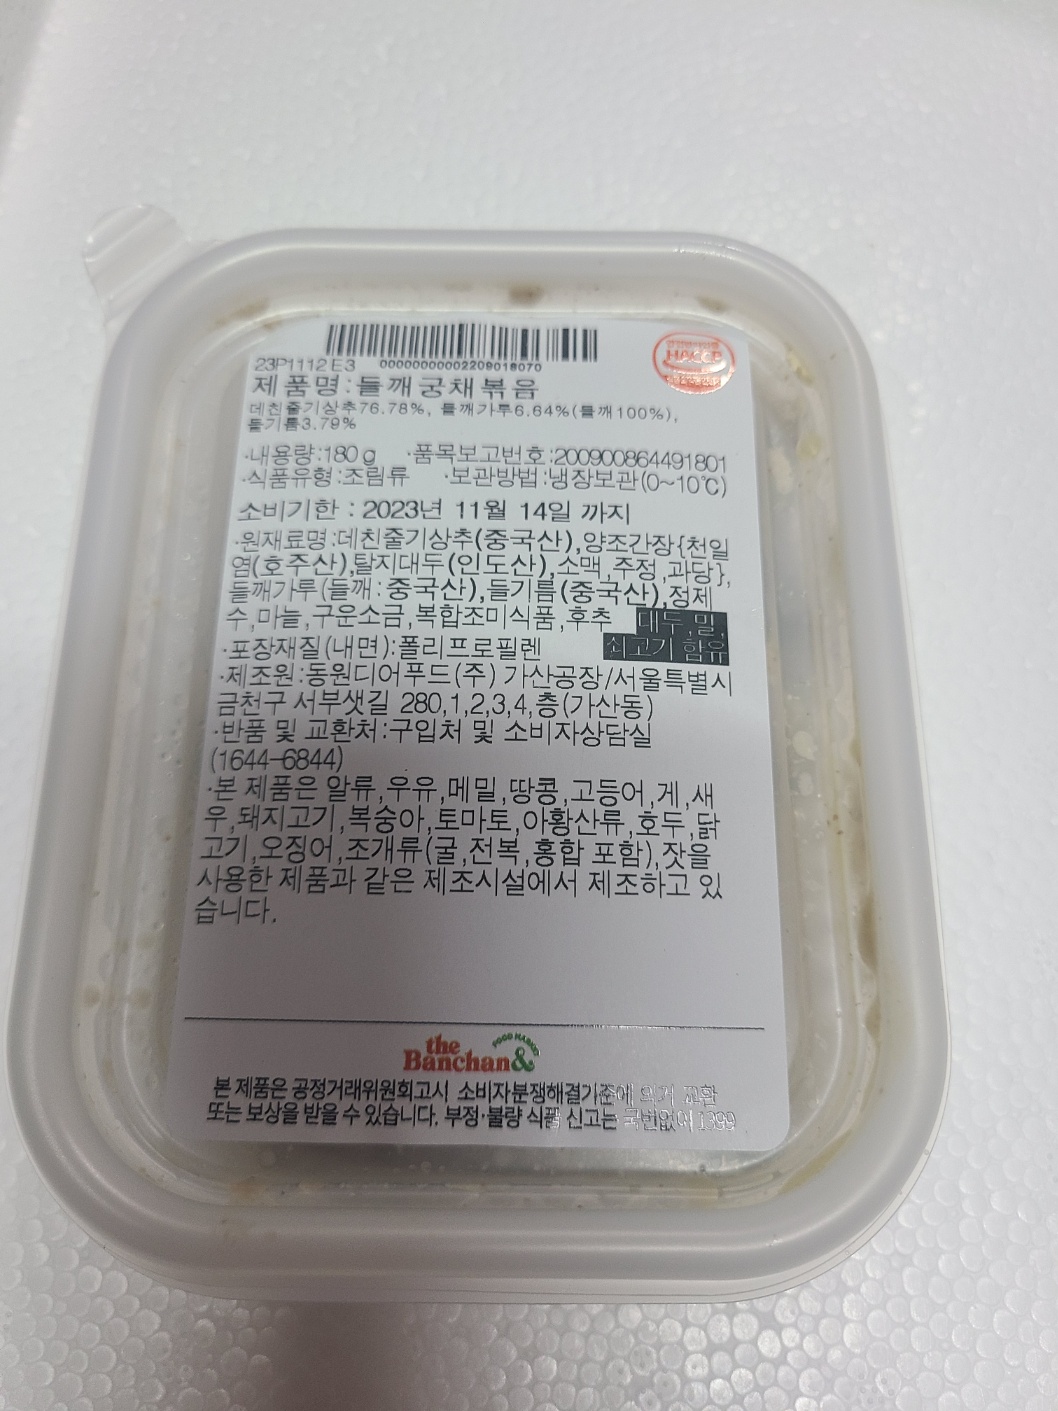 23P1112 E3 00000000002209018070
HACCP
제품명:들깨궁채볶음
데친줄기상추76.78%, 들깨가루6.64%(들깨100%),
들기름3.79%
·내용량:180g ·품목보고번호:200900864491801
·식품유형:조림류 ·보관방법:냉장보관(0~10℃)
소비기한 : 2023년 11월 14일 까지
·원재료명:데친줄기상추(중국산),양조간장{천일
염(호주산),탈지대두(인도산),소맥,주정,과당},
들깨가루(들깨:중국산),들기름(중국산),정제
수,마늘,구운소금,복합조미식품,후추 대두,밀,
·포장재질(내면):폴리프로필렌 쇠고기 함유
·제조원:동원디어푸드(주) 가산공장/서울특별시
금천구 서부샛길 280,1,2,3,4,층(가산동)
·반품 및 교환처:구입처 및 소비자상담실
(1644-6844)
·본 제품은 알류,우유,메밀,땅콩,고등어,게,새
우,돼지고기,복숭아,토마토,아황산류,호두,닭
고기,오징어,조개류(굴,전복,홍합 포함),잣을
사용한 제품과 같은 제조시설에서 제조하고 있
습니다.
the FOOD MARKET
Banchan&
본 제품은 공정거래위원회고시 소비자분쟁해결기준에 의거 교환
또는 보상을 받을 수 있습니다. 부정·불량 식품 신고는 국번없이 1399